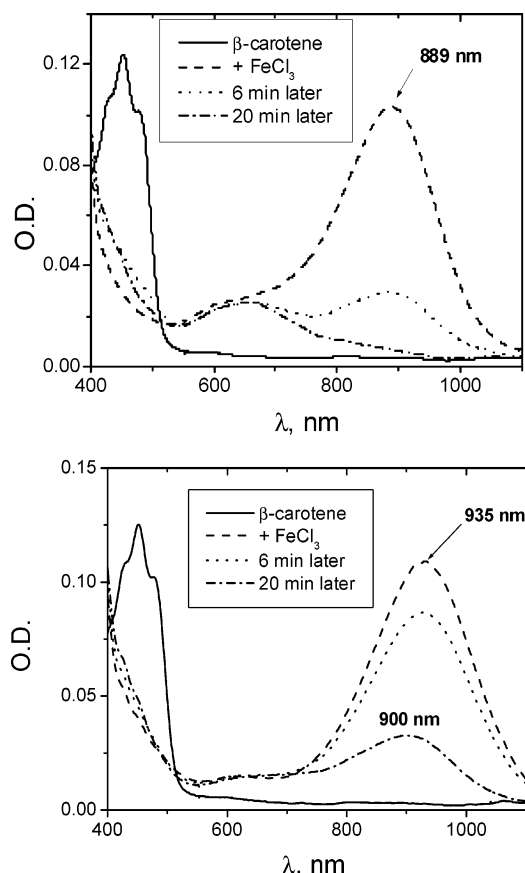 0.12
0.08
0.04
0.00
O.D.
β-carotene
+ FeCl₃
6 min later
20 min later
889 nm
400 600 800 1000
λ, nm
0.15
0.10
0.05
0.00
O.D.
β-carotene
+ FeCl₃
6 min later
20 min later
935 nm
900 nm
400 600 800 1000
λ, nm